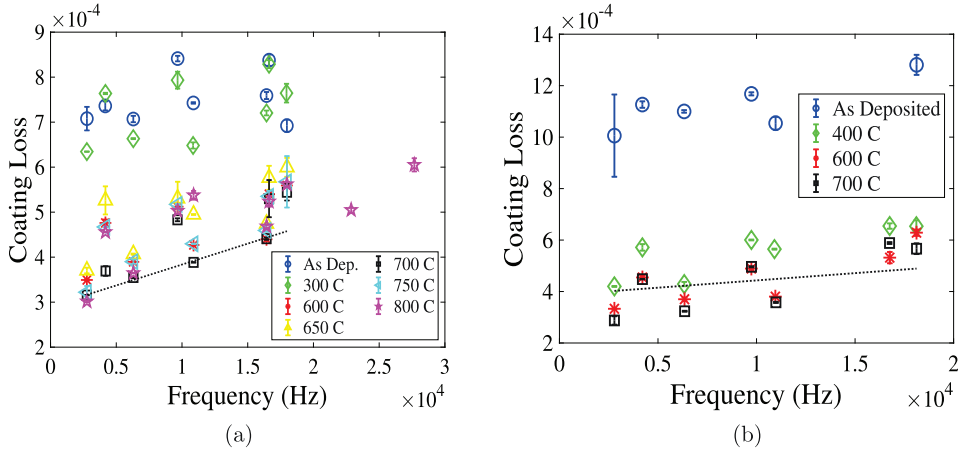 ×10⁻⁴
9
8
7
6
5
4
3
2
Coating Loss
0 0.5 1 1.5 2 2.5 3
Frequency (Hz)
×10⁴
As Dep.
300 C
600 C
650 C
700 C
750 C
800 C
(a)
×10⁻⁴
14
12
10
8
6
4
2
Coating Loss
0 0.5 1 1.5 2
Frequency (Hz)
×10⁴
As Deposited
400 C
600 C
700 C
(b)